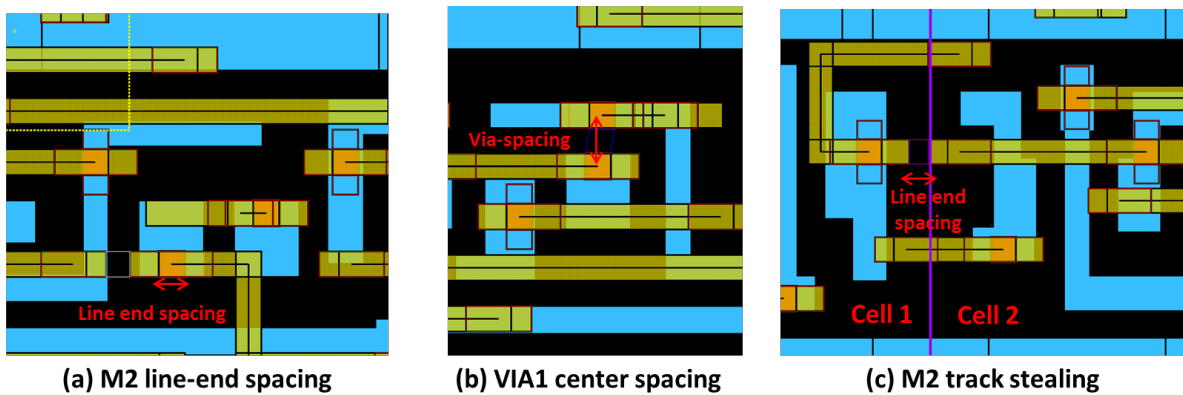 Line end spacing
(a) M2 line-end spacing
Via-spacing
(b) VIA1 center spacing
Line end
spacing
Cell 1
Cell 2
(c) M2 track stealing